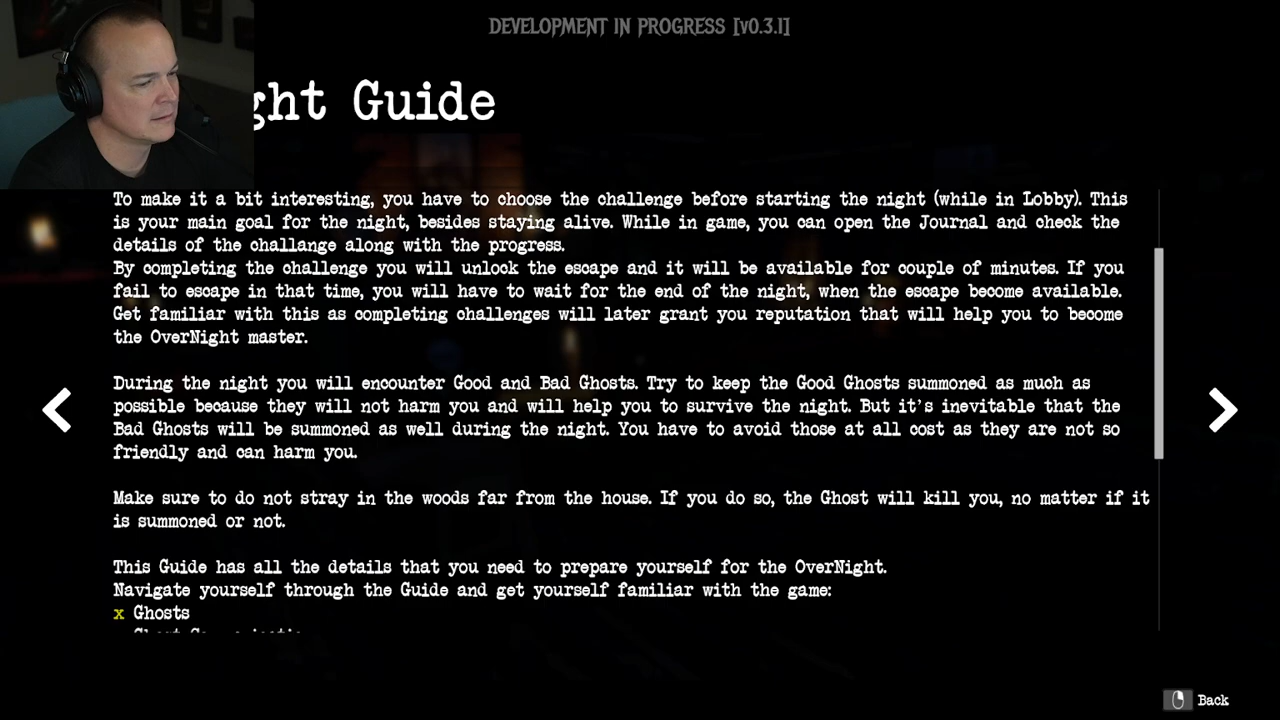 DEVELOPMENT IN PROGRESS [v0.3.1]
ght Guide
To make it a bit interesting, you have to choose the challenge before starting the night (while in Lobby). This
is your main goal for the night, besides staying alive. While in game, you can open the Journal and check the
details of the challange along with the progress.
By completing the challenge you will unlock the escape and it will be available for couple of minutes. If you
fail to escape in that time, you will have to wait for the end of the night, when the escape become available.
Get familiar with this as completing challenges will later grant you reputation that will help you to become
the OverNight master.
During the night you will encounter Good and Bad Ghosts. Try to keep the Good Ghosts summoned as much as
possible because they will not harm you and will help you to survive the night. But it's inevitable that the
Bad Ghosts will be summoned as well during the night. You have to avoid those at all cost as they are not so
friendly and can harm you.
Make sure to do not stray in the woods far from the house. If you do so, the Ghost will kill you, no matter if it
is summoned or not.
This Guide has all the details that you need to prepare yourself for the OverNight.
Navigate yourself through the Guide and get yourself familiar with the game:
x Ghosts
Back